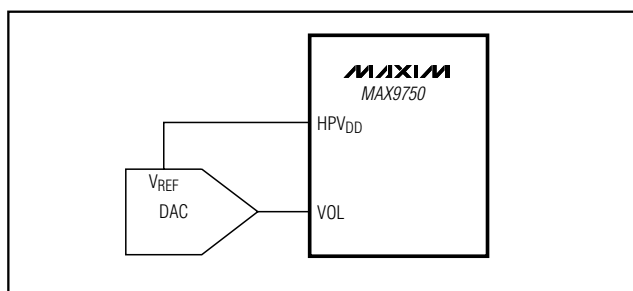 MAXIM
MAX9750
HPVDD
VREF
DAC
VOL